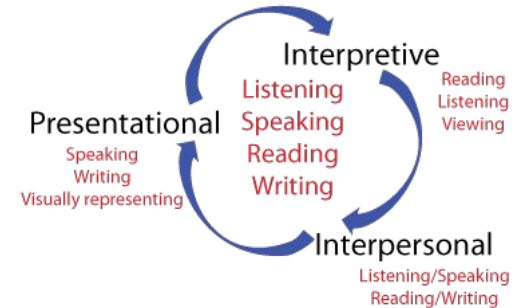 Interpretive
Reading
Listening
Viewing
Listening
Speaking
Reading
Writing
Presentational
Speaking
Writing
Visually representing
Interpersonal
Listening/Speaking
Reading/Writing